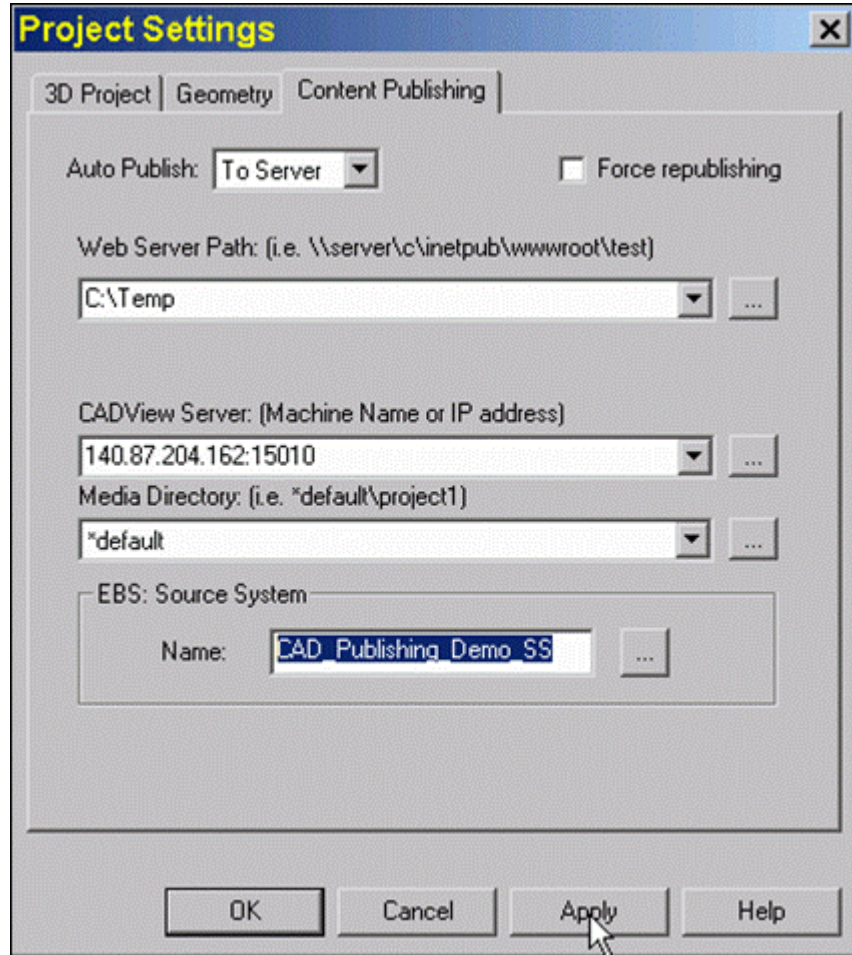 Project Settings
3D Project Geometry Content Publishing
Auto Publish: To Server Force republishing
Web Server Path: (i.e. \\server\c\inetpub\wwwroot\test)
C:\Temp ...
CADView Server: (Machine Name or IP address)
140.87.204.162:15010 ...
Media Directory: (i.e. *default\project1)
*default ...
EBS: Source System
Name: CAD_Publishing_Demo_SS ...
OK Cancel Apply Help